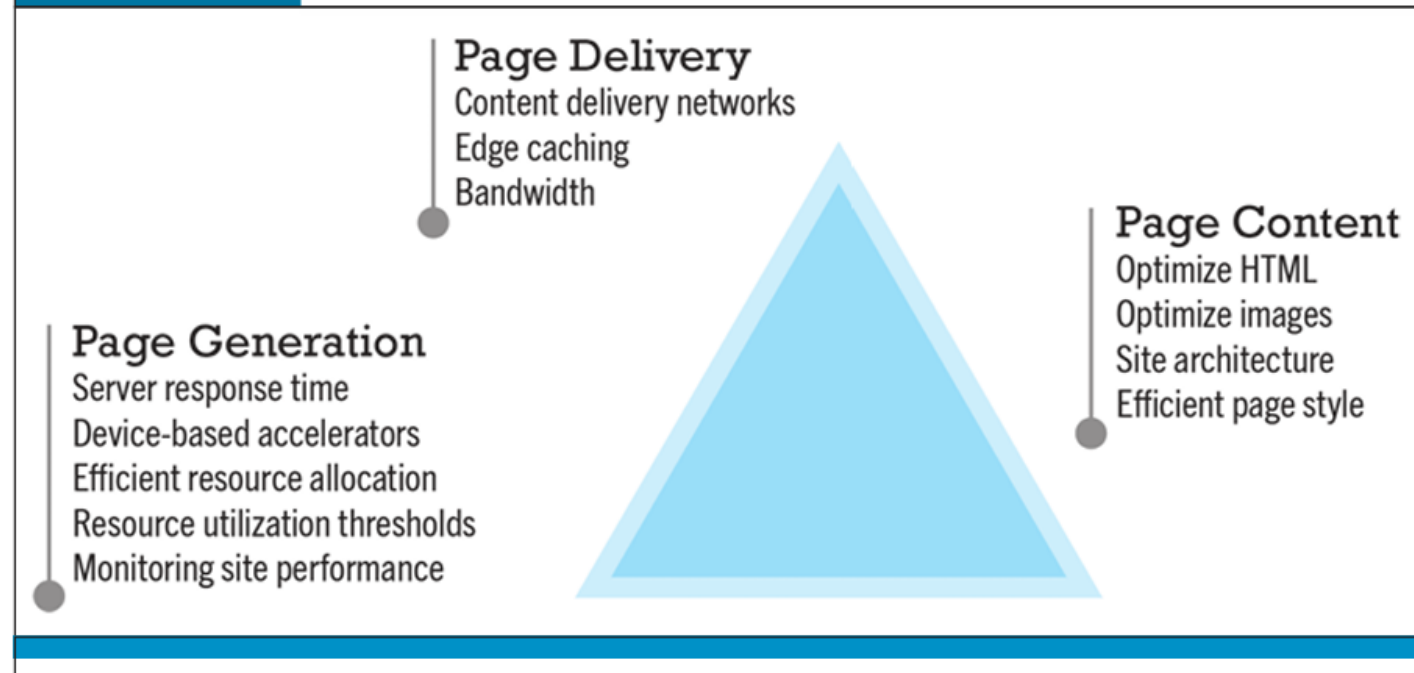 Page Delivery
Content delivery networks
Edge caching
Bandwidth
Page Content
Optimize HTML
Optimize images
Site architecture
Efficient page style
Page Generation
Server response time
Device-based accelerators
Efficient resource allocation
Resource utilization thresholds
Monitoring site performance